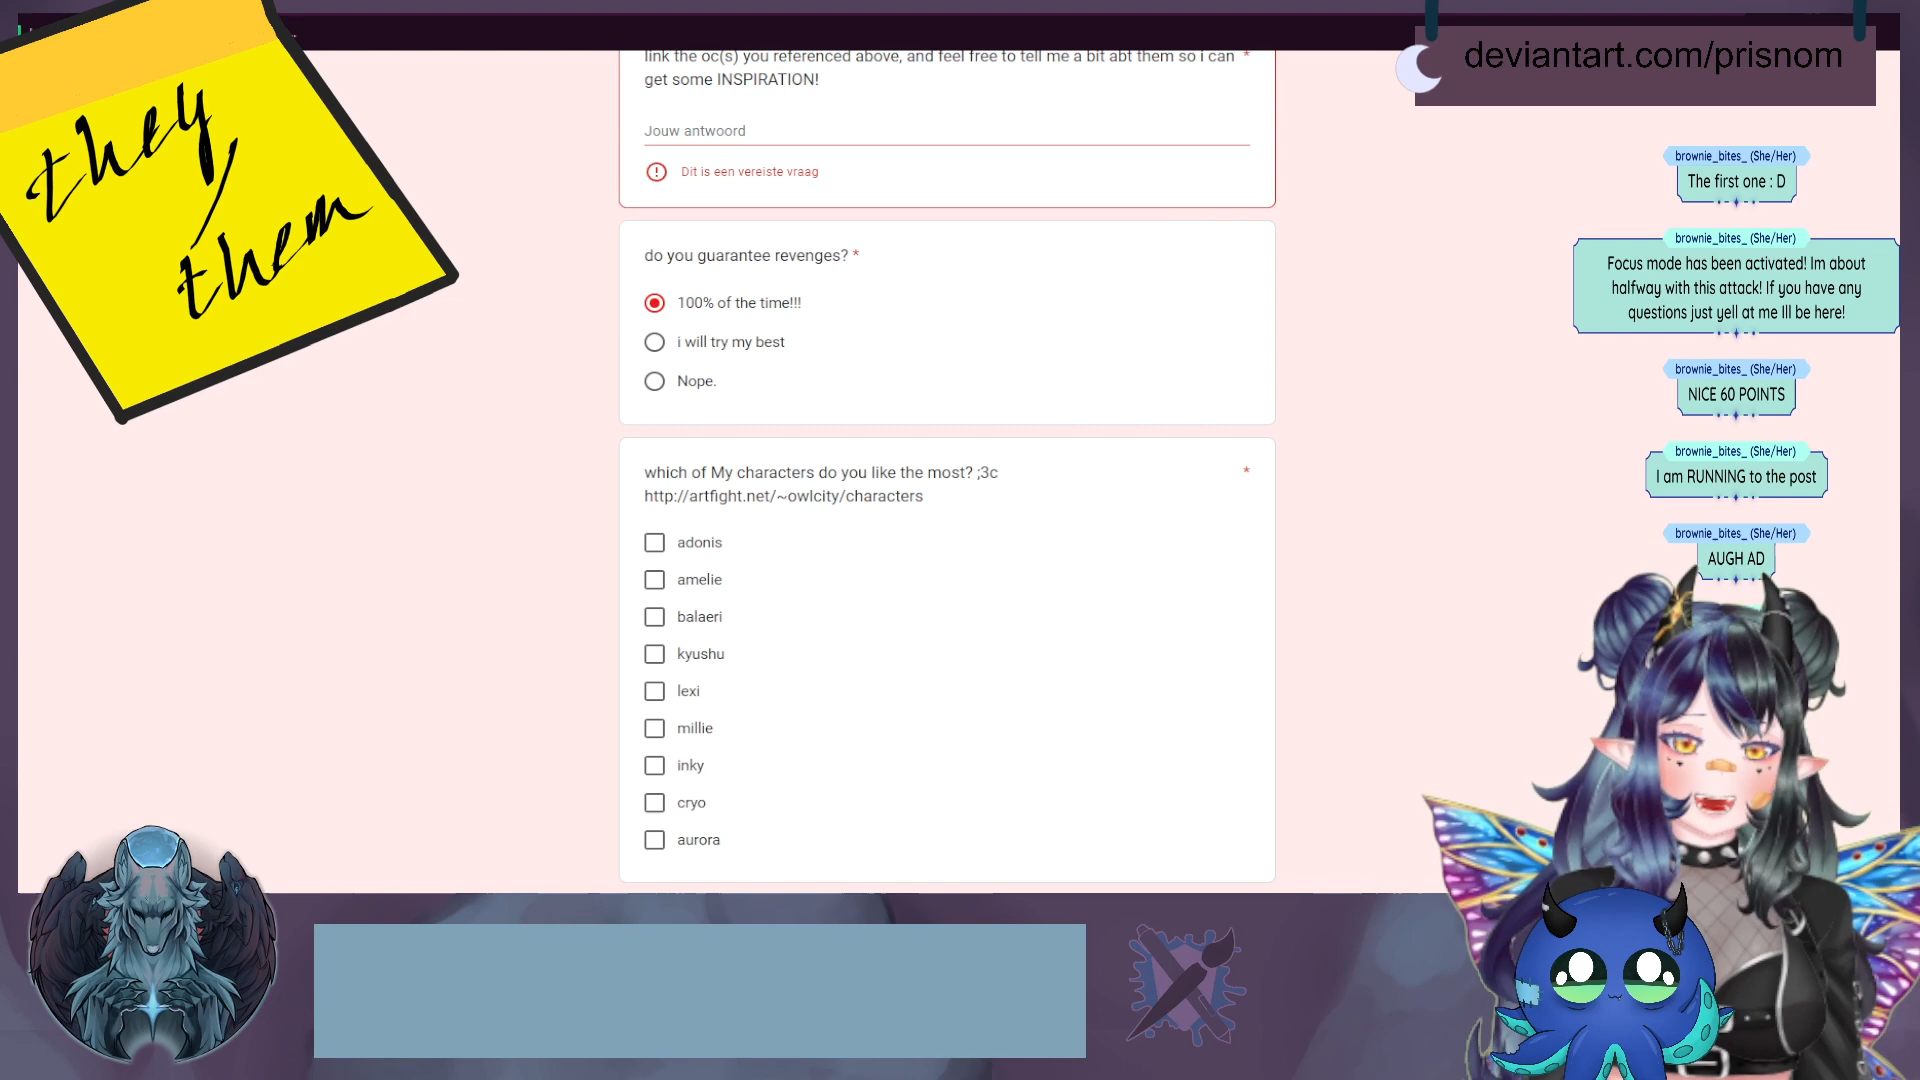 they
/
them
link the oc(s) you referenced above, and feel free to tell me a bit abt them so i can *
get some INSPIRATION!
Jouw antwoord
Dit is een vereiste vraag
do you guarantee revenges? *
100% of the time!!!
i will try my best
Nope.
which of My characters do you like the most? ;3c *
http://artfight.net/~owlcity/characters
adonis
amelie
balaeri
kyushu
lexi
millie
inky
cryo
aurora
deviantart.com/prisnom
brownie_bites_ (She/Her)
The first one : D
brownie_bites_ (She/Her)
Focus mode has been activated! Im about
halfway with this attack! If you have any
questions just yell at me Ill be here!
brownie_bites_ (She/Her)
NICE 60 POINTS
brownie_bites_ (She/Her)
I am RUNNING to the post
brownie_bites_ (She/Her)
AUGH AD